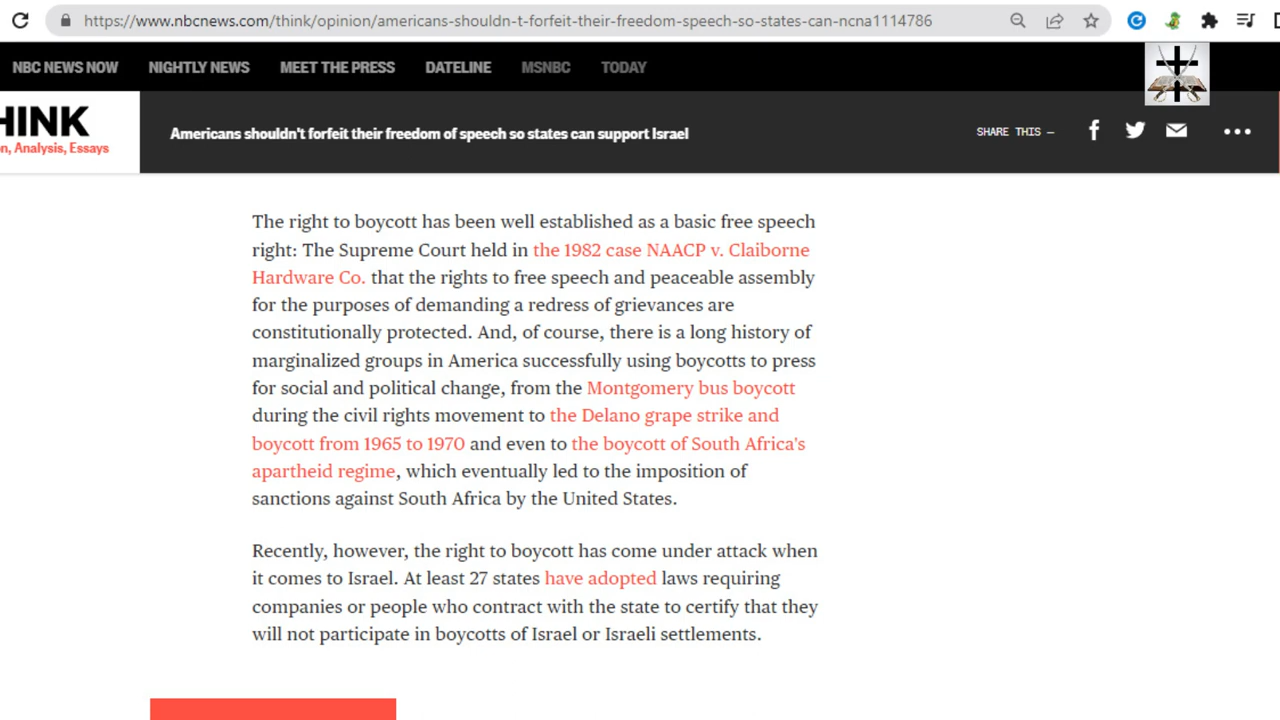 https://www.nbcnews.com/think/opinion/americans-shouldn-t-forfeit-their-freedom-speech-so-states-can-ncna1114786
NBC NEWS NOW NIGHTLY NEWS MEET THE PRESS DATELINE MSNBC TODAY
HINK
n, Analysis, Essays
Americans shouldn't forfeit their freedom of speech so states can support Israel
SHARE THIS —
The right to boycott has been well established as a basic free speech
right: The Supreme Court held in the 1982 case NAACP v. Claiborne
Hardware Co. that the rights to free speech and peaceable assembly
for the purposes of demanding a redress of grievances are
constitutionally protected. And, of course, there is a long history of
marginalized groups in America successfully using boycotts to press
for social and political change, from the Montgomery bus boycott
during the civil rights movement to the Delano grape strike and
boycott from 1965 to 1970 and even to the boycott of South Africa's
apartheid regime, which eventually led to the imposition of
sanctions against South Africa by the United States.
Recently, however, the right to boycott has come under attack when
it comes to Israel. At least 27 states have adopted laws requiring
companies or people who contract with the state to certify that they
will not participate in boycotts of Israel or Israeli settlements.